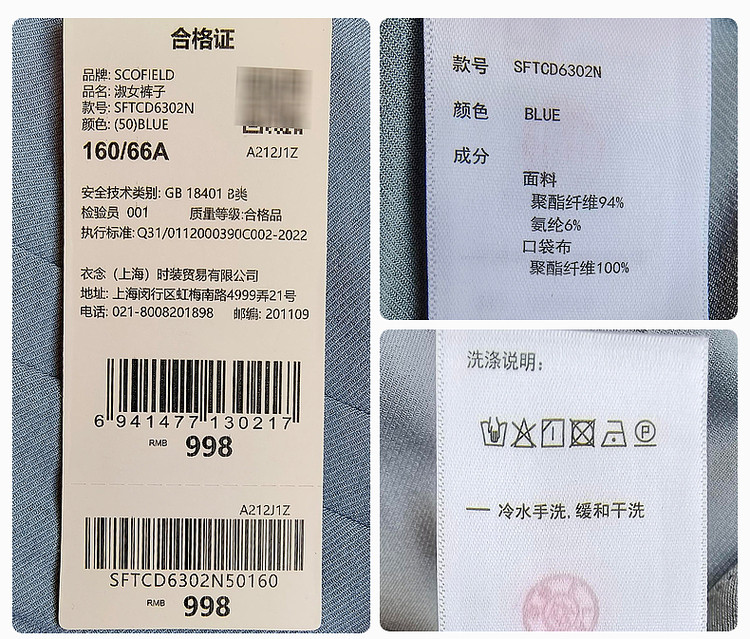 合格证
品牌: SCOFIELD
品名: 淑女裤子
款号: SFTCD6302N
颜色: (50)BLUE
160/66A
A212J1Z
安全技术类别: GB 18401 B类
检验员 001 质量等级:合格品
执行标准: Q31/0112000390C002-2022
衣念（上海）时装贸易有限公司
地址: 上海闵行区虹梅南路4999弄21号
电话: 021-8008201898 邮编: 201109
6 941477 130217
RMB 998
A212J1Z
SFTCD6302N50160
RMB 998
款号 SFTCD6302N
颜色 BLUE
成分
面料
聚酯纤维94%
氨纶6%
口袋布
聚酯纤维100%
洗涤说明:
一 冷水手洗,缓和干洗